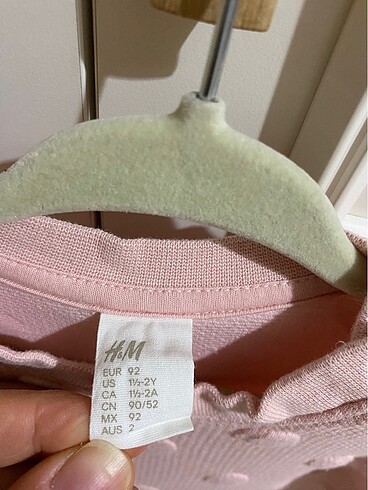 H&M
EUR 92
US 1½-2Y
CA 1½-2A
CN 90/52
MX 92
AUS 2